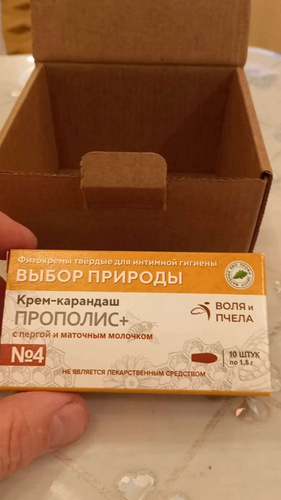 Фитокремы твёрдые для интимной гигиены
ВЫБОР ПРИРОДЫ
Крем-карандаш
ПРОПОЛИС+
с пергой и маточным молочком
№4
ВОЛЯ И
ПЧЕЛА
10 ШТУК
по 1,5 г
НЕ ЯВЛЯЕТСЯ ЛЕКАРСТВЕННЫМ СРЕДСТВОМ